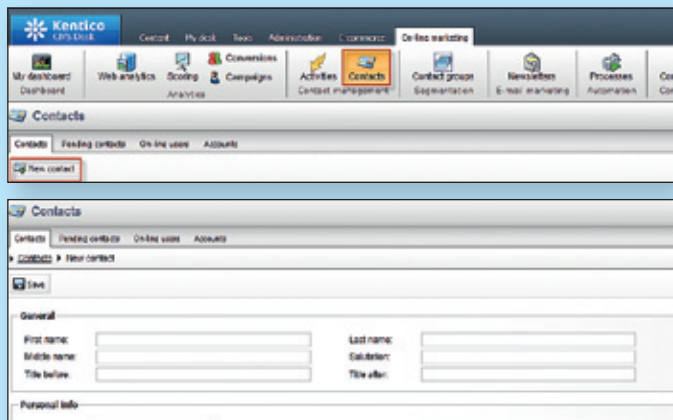 Kentico
CMS Desk
Content My desk Tools Administration E-commerce On-line marketing
My dashboard Web analytics Scoring Conversions Campaigns Activities Contacts Contact groups Newsletters Processes
Dashboard Analytics Contact management Segmentation E-mail marketing Automation
Contacts
Contacts Pending contacts On-line users Accounts
New contact
Contacts
Contacts Pending contacts On-line users Accounts
Contacts New contact
Save
General
First name: Last name:
Middle name: Salutation:
Title before: Title after:
Personal info